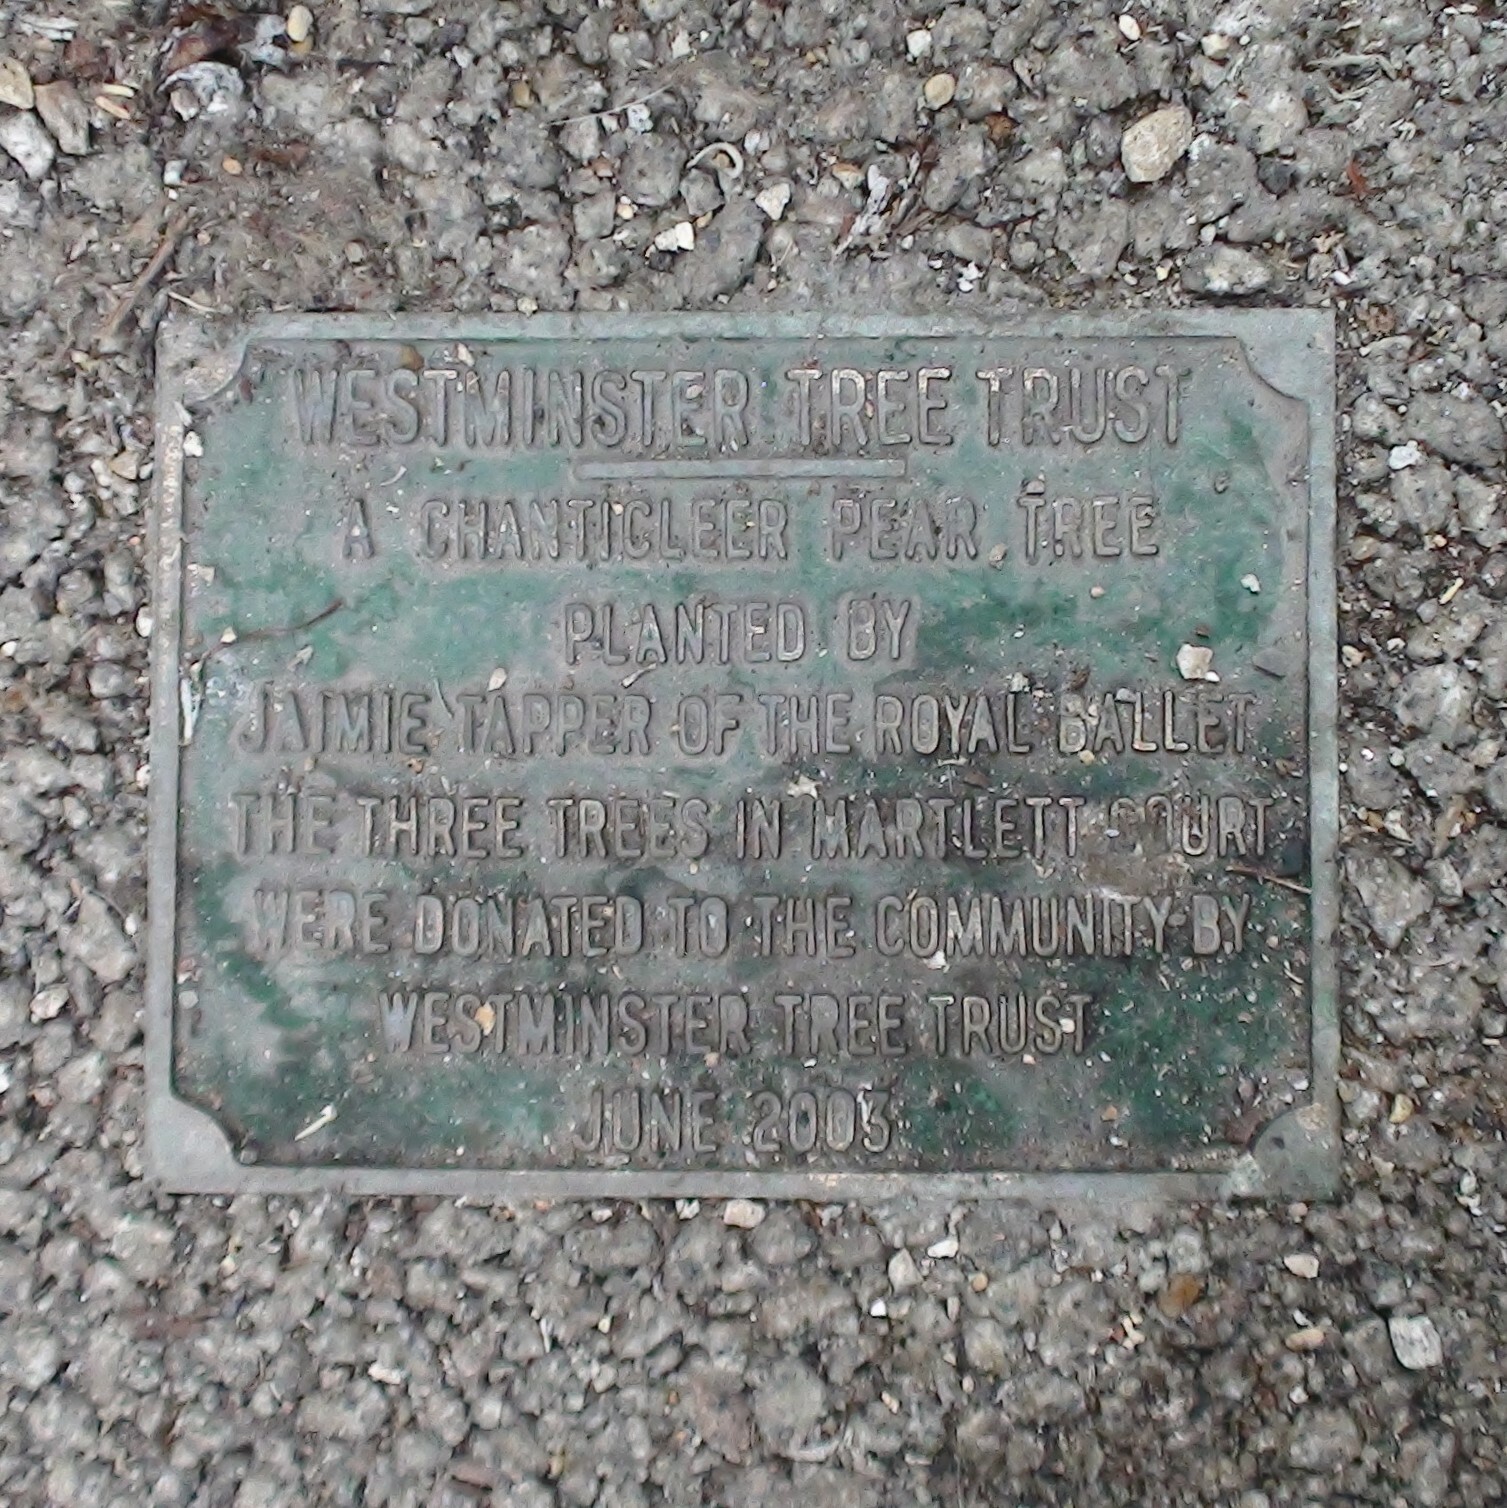 WESTMINSTER TREE TRUST
A CHANTICLEER PEAR TREE
PLANTED BY
JAIMIE TAPPER OF THE ROYAL BALLET
THE THREE TREES IN MARTLETT COURT
WERE DONATED TO THE COMMUNITY BY
WESTMINSTER TREE TRUST
JUNE 2003